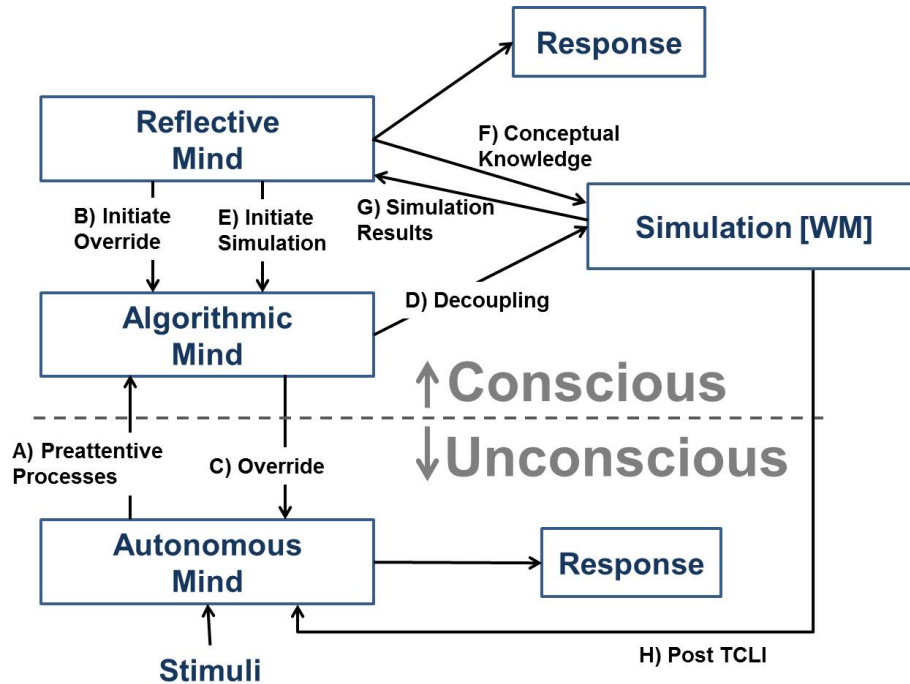 Response
Reflective
Mind
F) Conceptual
Knowledge
B) Initiate
Override
E) Initiate
Simulation
G) Simulation
Results
Simulation [WM]
D) Decoupling
Algorithmic
Mind
Conscious
A) Preattentive
Processes
C) Override
Unconscious
Autonomous
Mind
Response
H) Post TCLI
Stimuli